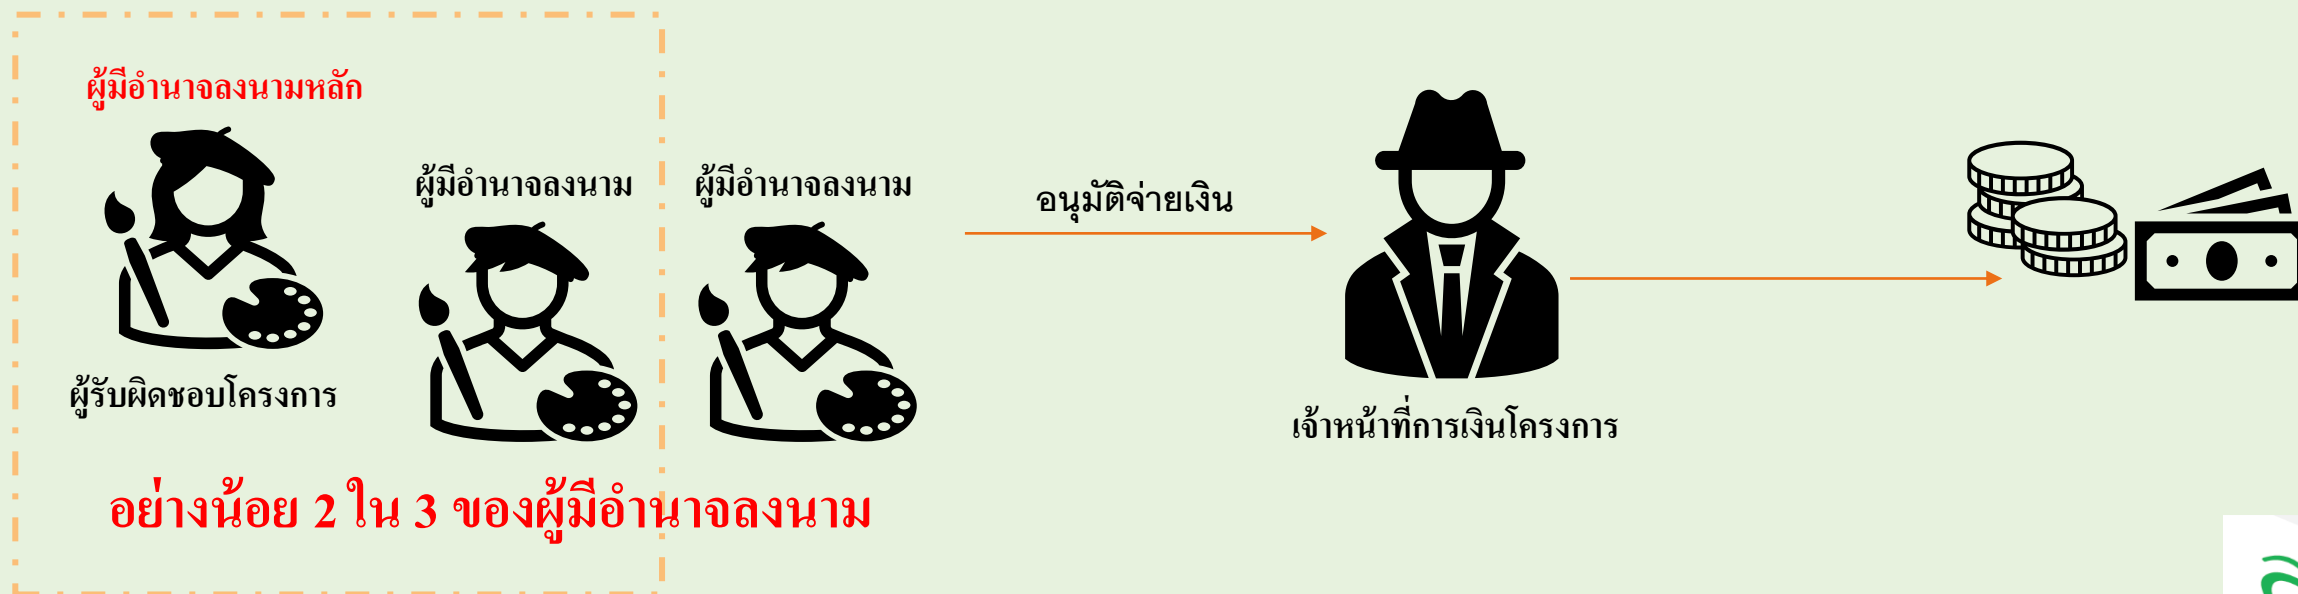 ผู้มีอำนาจลงนามหลัก
ผู้มีอำนาจลงนาม
ผู้มีอำนาจลงนาม
อนุมัติจ่ายเงิน
ผู้รับผิดชอบโครงการ
เจ้าหน้าที่การเงินโครงการ
อย่างน้อย 2 ใน 3 ของผู้มีอำนาจลงนาม